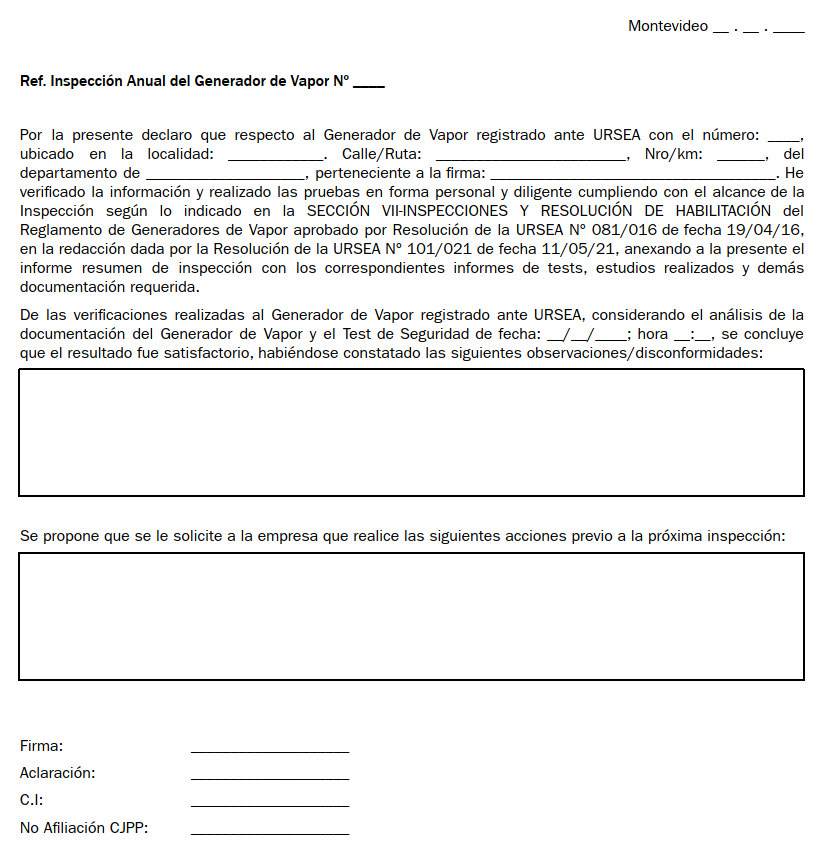 Montevideo __ . __ . ____
Ref. Inspección Anual del Generador de Vapor Nº ____
Por la presente declaro que respecto al Generador de Vapor registrado ante URSEA con el número: ____,
ubicado en la localidad: ____________. Calle/Ruta: ________________________, Nro/km: ______, del
departamento de ____________________, perteneciente a la firma: ____________________________________. He
verificado la información y realizado las pruebas en forma personal y diligente cumpliendo con el alcance de la
Inspección según lo indicado en la SECCIÓN VII-INSPECCIONES Y RESOLUCIÓN DE HABILITACIÓN del
Reglamento de Generadores de Vapor aprobado por Resolución de la URSEA N° 081/016 de fecha 19/04/16,
en la redacción dada por la Resolución de la URSEA N° 101/021 de fecha 11/05/21, anexando a la presente el
informe resumen de inspección con los correspondientes informes de tests, estudios realizados y demás
documentación requerida.
De las verificaciones realizadas al Generador de Vapor registrado ante URSEA, considerando el análisis de la
documentación del Generador de Vapor y el Test de Seguridad de fecha: __/__/____; hora __:__, se concluye
que el resultado fue satisfactorio, habiéndose constatado las siguientes observaciones/disconformidades:
Se propone que se le solicite a la empresa que realice las siguientes acciones previo a la próxima inspección:
Firma: ____________________
Aclaración: ____________________
C.I: ____________________
No Afiliación CJPP: ____________________